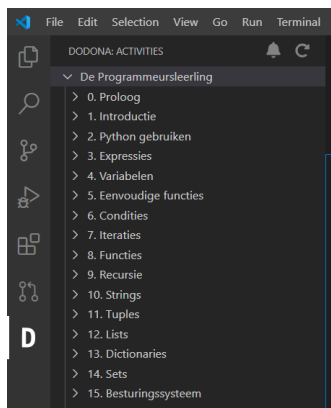 File Edit Selection View Go Run Terminal
DODONA: ACTIVITIES
De Programmeursleerling
0. Proloog
1. Introductie
2. Python gebruiken
3. Expressies
4. Variabelen
5. Eenvoudige functies
6. Condities
7. Iteraties
8. Functies
9. Recursie
10. Strings
11. Tuples
12. Lists
13. Dictionaries
14. Sets
15. Besturingssysteem
D